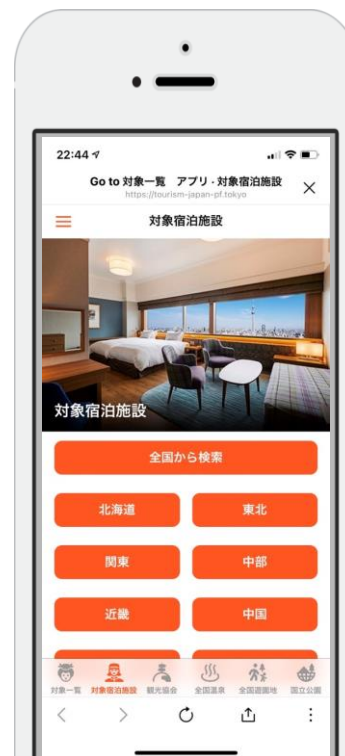 22:44
Go to 対象一覧 アプリ - 対象宿泊施設
https://tourism-japan-pf.tokyo
対象宿泊施設
対象宿泊施設
全国から検索
北海道 東北
関東 中部
近畿 中国
対象一覧 対象宿泊施設 観光協会 全国温泉 全国遊園地 国立公園